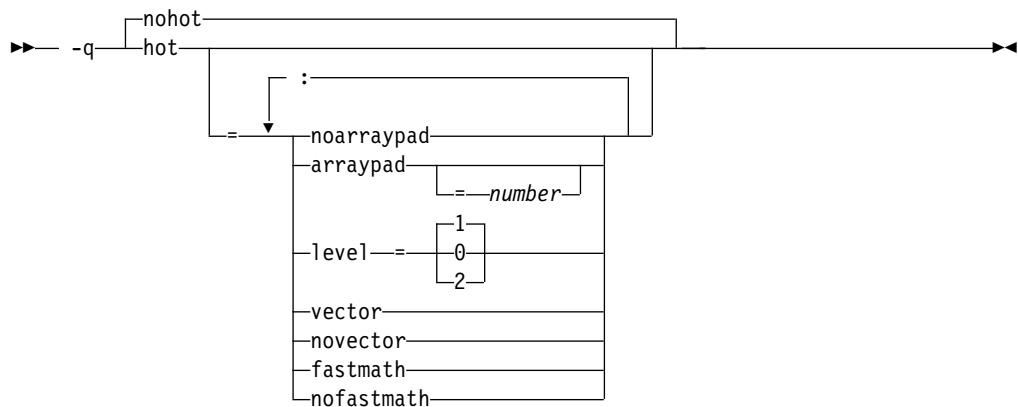 nohot
-q hot
:
= noarraypad
arraypad
= number
1
level = 0
2
vector
novector
fastmath
nofastmath